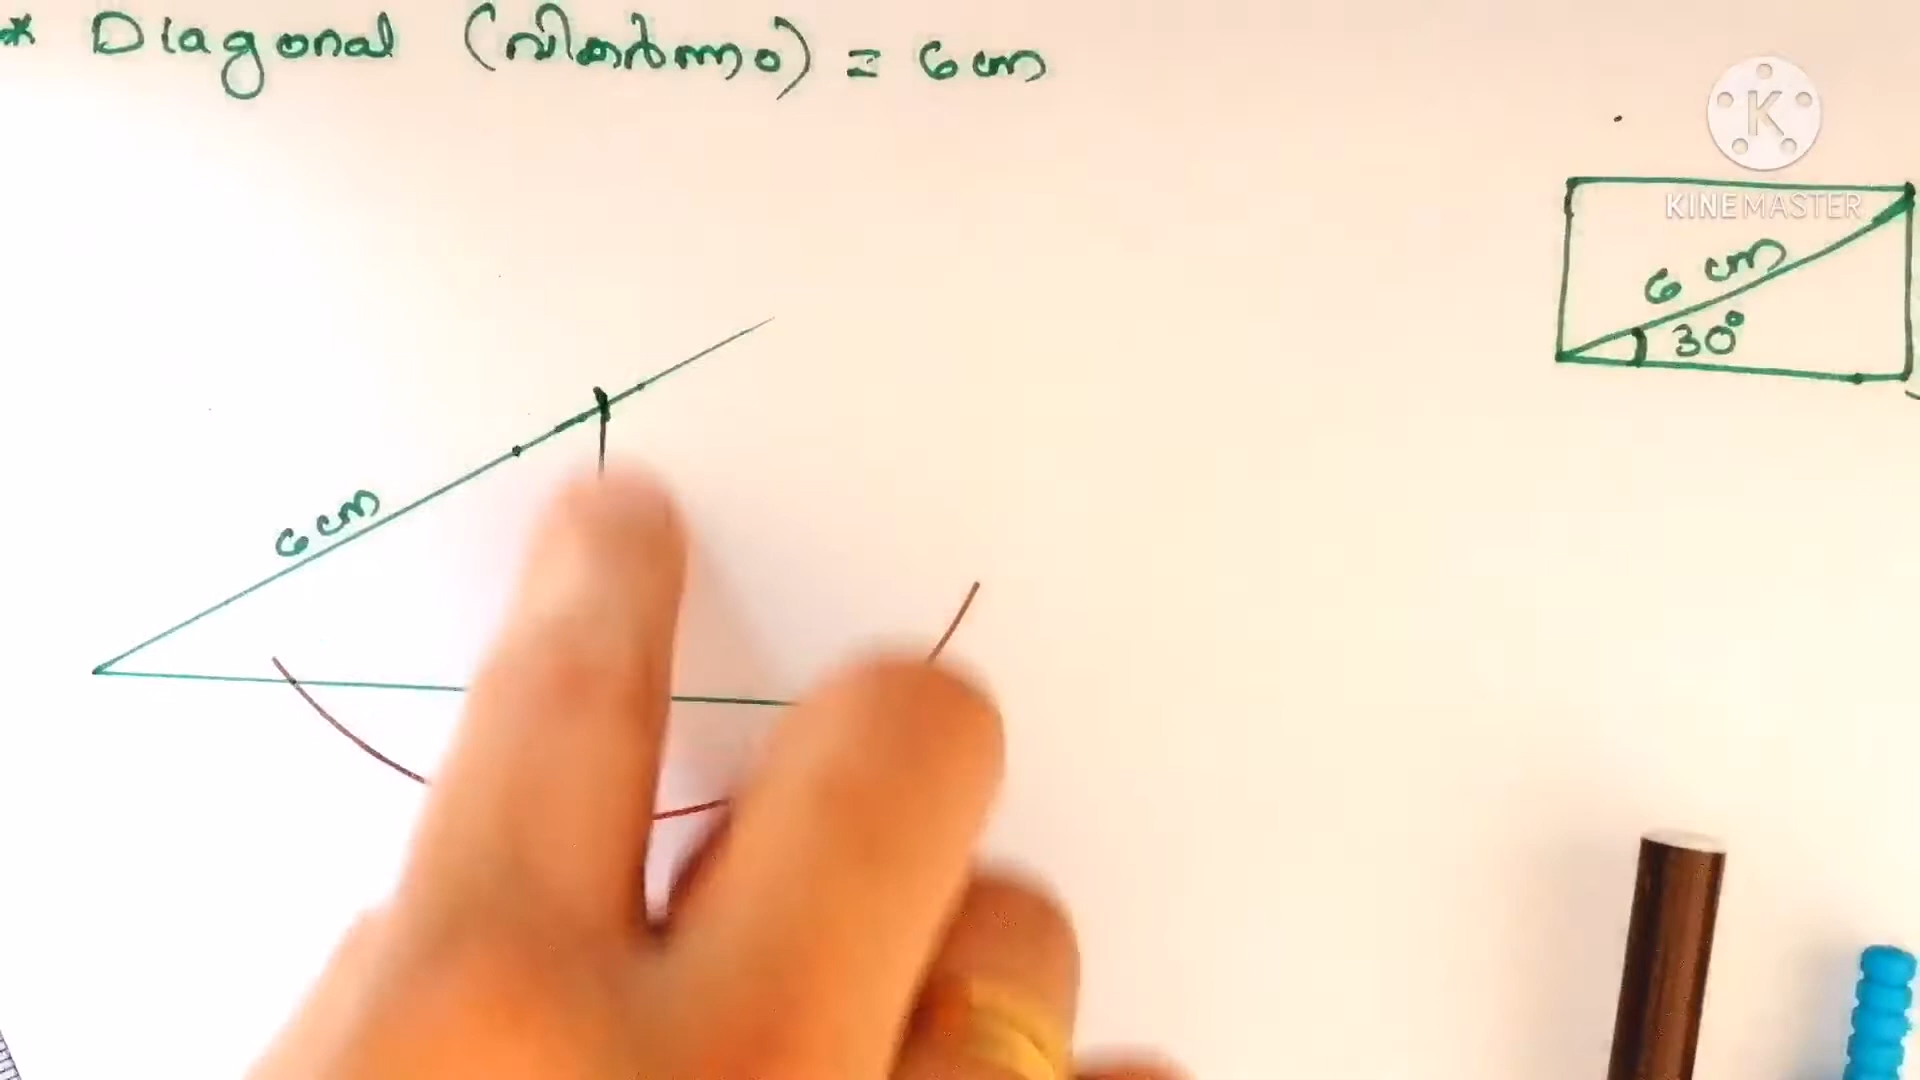 * Diagonal (വികർണം) = 6 cm
K
KINEMASTER
6 cm
30°
6 cm